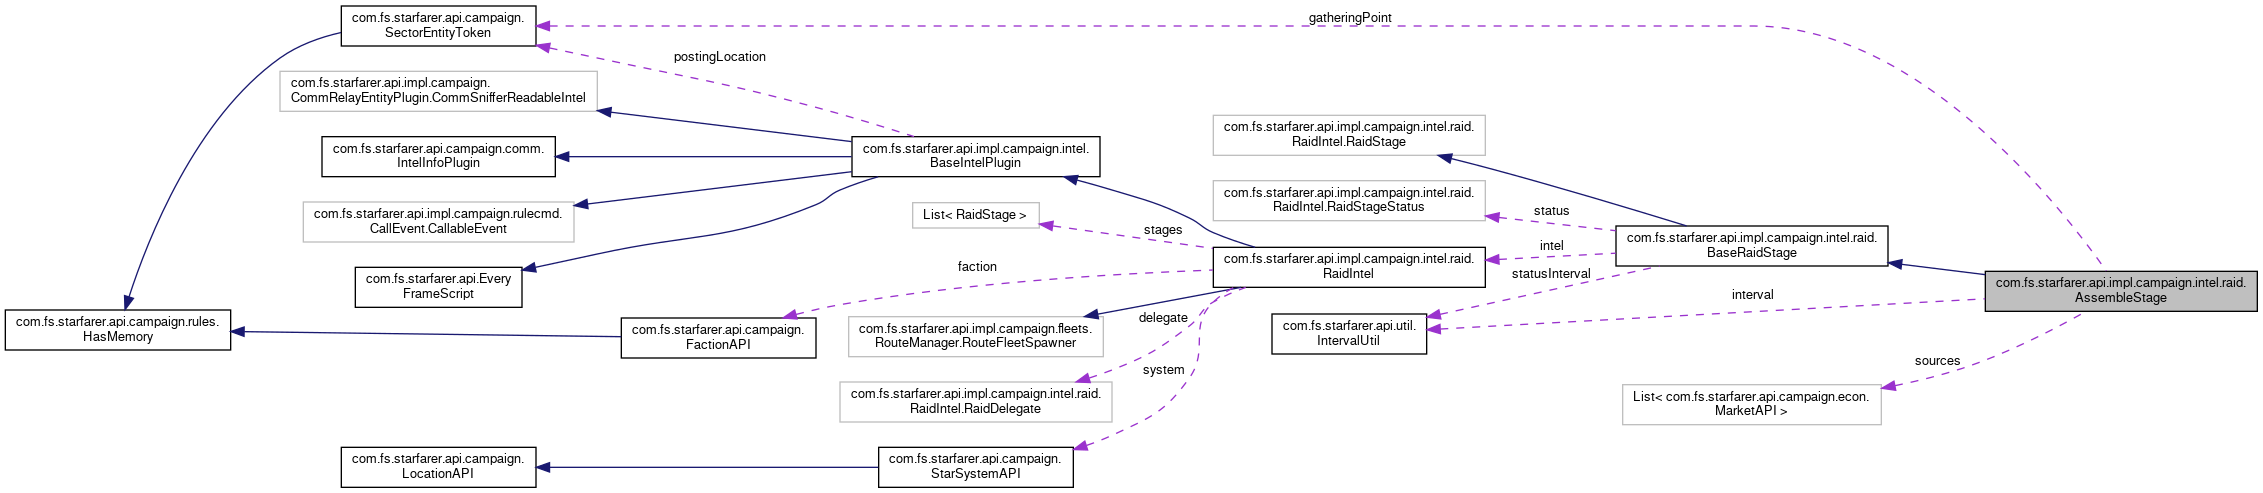 com.fs.starfarer.api.campaign.
SectorEntityToken
gatheringPoint
postingLocation
com.fs.starfarer.api.impl.campaign.
CommRelayEntityPlugin.CommSnifferReadableIntel
com.fs.starfarer.api.campaign.comm.
IntelInfoPlugin
com.fs.starfarer.api.impl.campaign.intel.
BaseIntelPlugin
com.fs.starfarer.api.impl.campaign.intel.raid.
RaidIntel.RaidStage
com.fs.starfarer.api.impl.campaign.intel.raid.
RaidIntel.RaidStageStatus
com.fs.starfarer.api.impl.campaign.rulecmd.
CallEvent.CallableEvent
List< RaidStage >
stages
status
com.fs.starfarer.api.impl.campaign.intel.raid.
BaseRaidStage
intel
com.fs.starfarer.api.impl.campaign.intel.raid.
RaidIntel
faction
statusInterval
com.fs.starfarer.api.Every
FrameScript
com.fs.starfarer.api.impl.campaign.intel.raid.
AssembleStage
interval
com.fs.starfarer.api.campaign.rules.
HasMemory
com.fs.starfarer.api.campaign.
FactionAPI
com.fs.starfarer.api.impl.campaign.fleets.
RouteManager.RouteFleetSpawner
delegate
com.fs.starfarer.api.util.
IntervalUtil
system
sources
com.fs.starfarer.api.impl.campaign.intel.raid.
RaidIntel.RaidDelegate
List< com.fs.starfarer.api.campaign.econ.
MarketAPI >
com.fs.starfarer.api.campaign.
LocationAPI
com.fs.starfarer.api.campaign.
StarSystemAPI